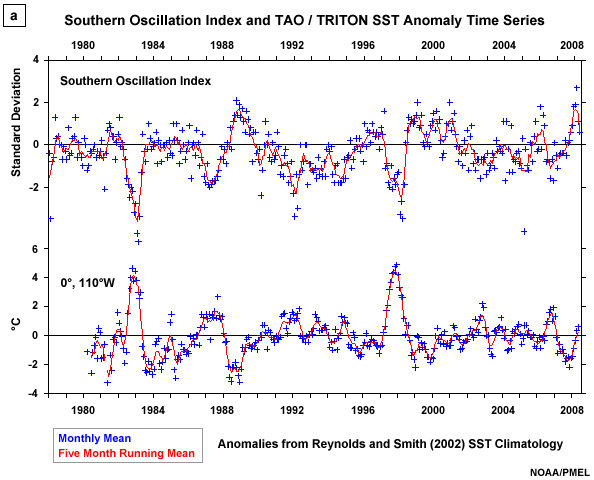 a
Southern Oscillation Index and TAO / TRITON SST Anomaly Time Series
1980 1984 1988 1992 1996 2000 2004 2008
Standard Deviation
4
2
0
-2
Southern Oscillation Index
°C
6
4
2
0
-2
-4
0°, 110°W
1980 1984 1988 1992 1996 2000 2004 2008
Monthly Mean
Five Month Running Mean
Anomalies from Reynolds and Smith (2002) SST Climatology
NOAA/PMEL